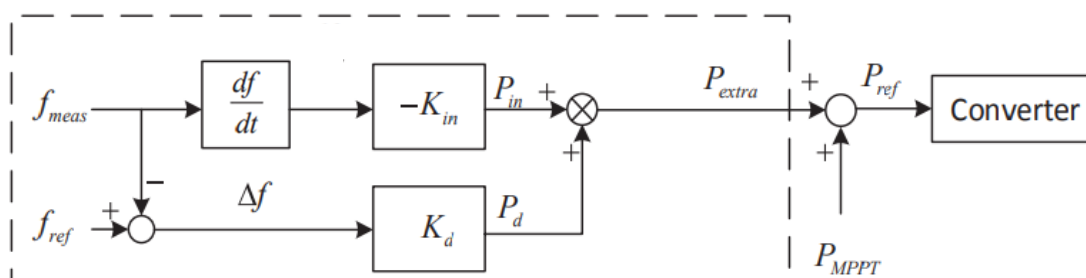 f_meas
df
dt
-K_in
P_in
+
+
P_extra
+
P_ref
Converter
+
P_MPPT
−
Δf
f_ref
+
K_d
P_d